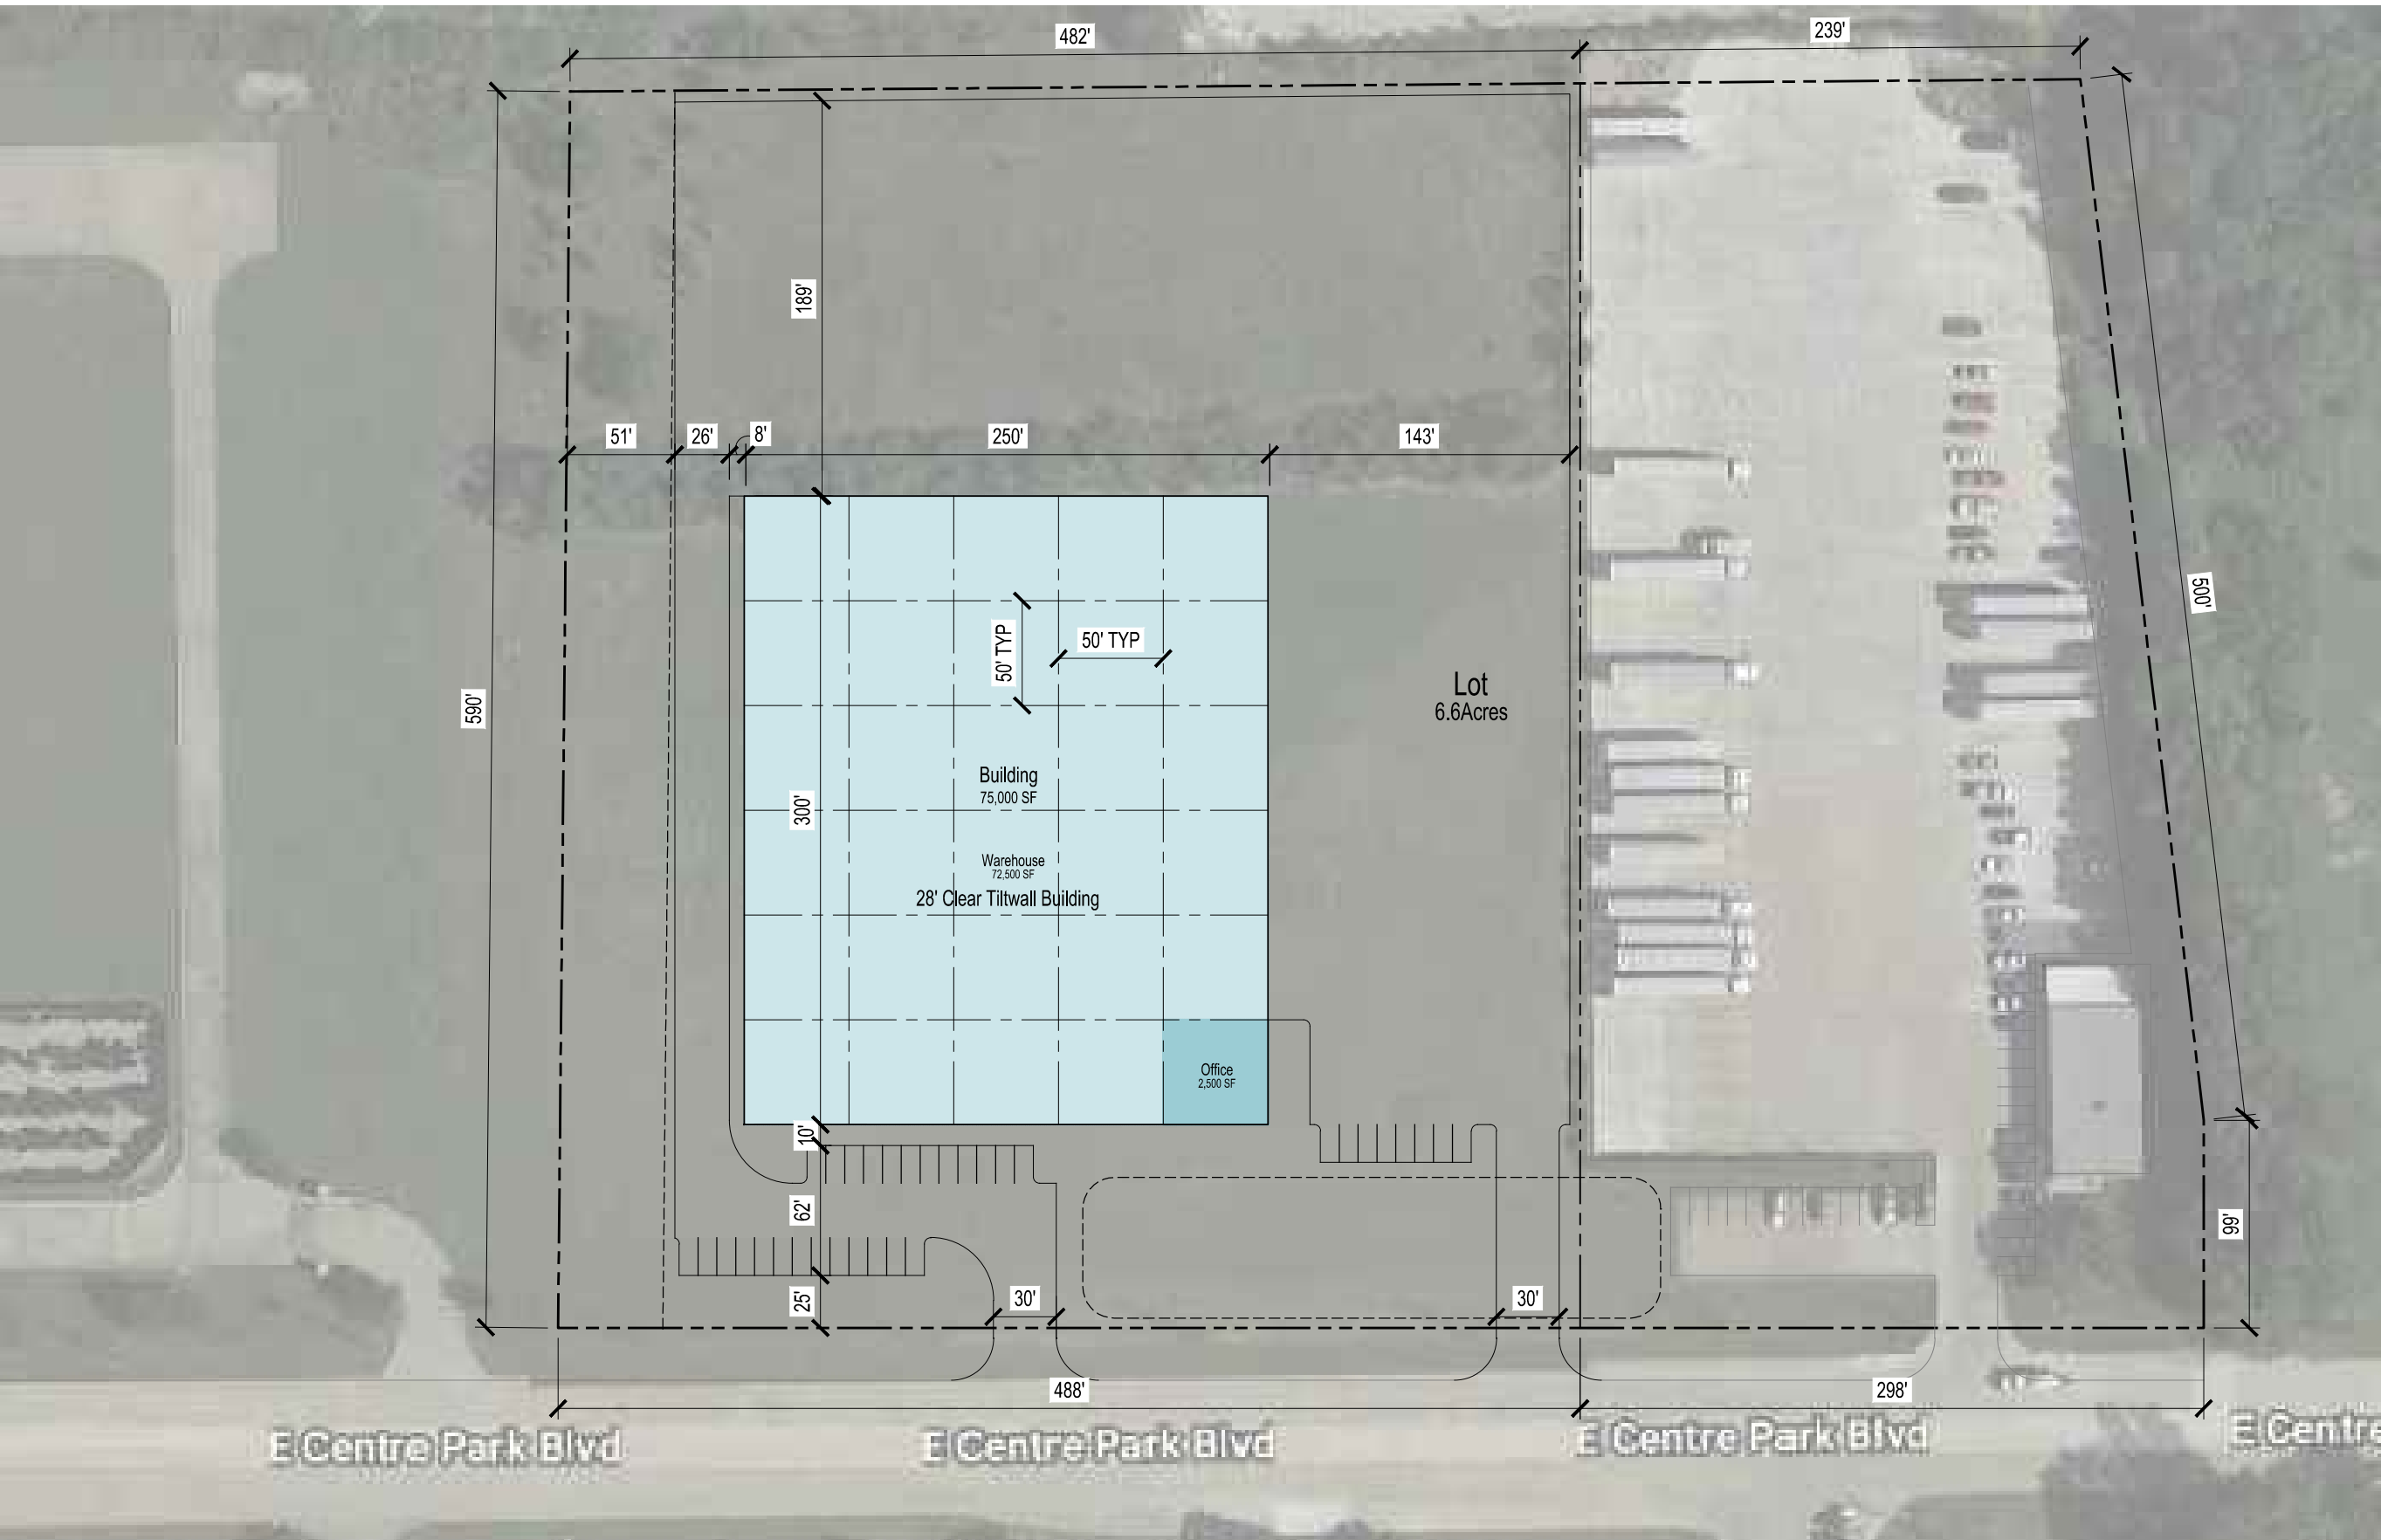 482'
239'
189'
51'
26'
8'
250'
143'
50' TYP
50' TYP
500'
590'
Lot
6.6Acres
Building
75,000 SF
300'
Warehouse
72,500 SF
28' Clear Tiltwall Building
Office
2,500 SF
10'
62'
99'
25'
30'
30'
488'
298'
E Centre Park Blvd
E Centre Park Blvd
E Centre Park Blvd
E Centre